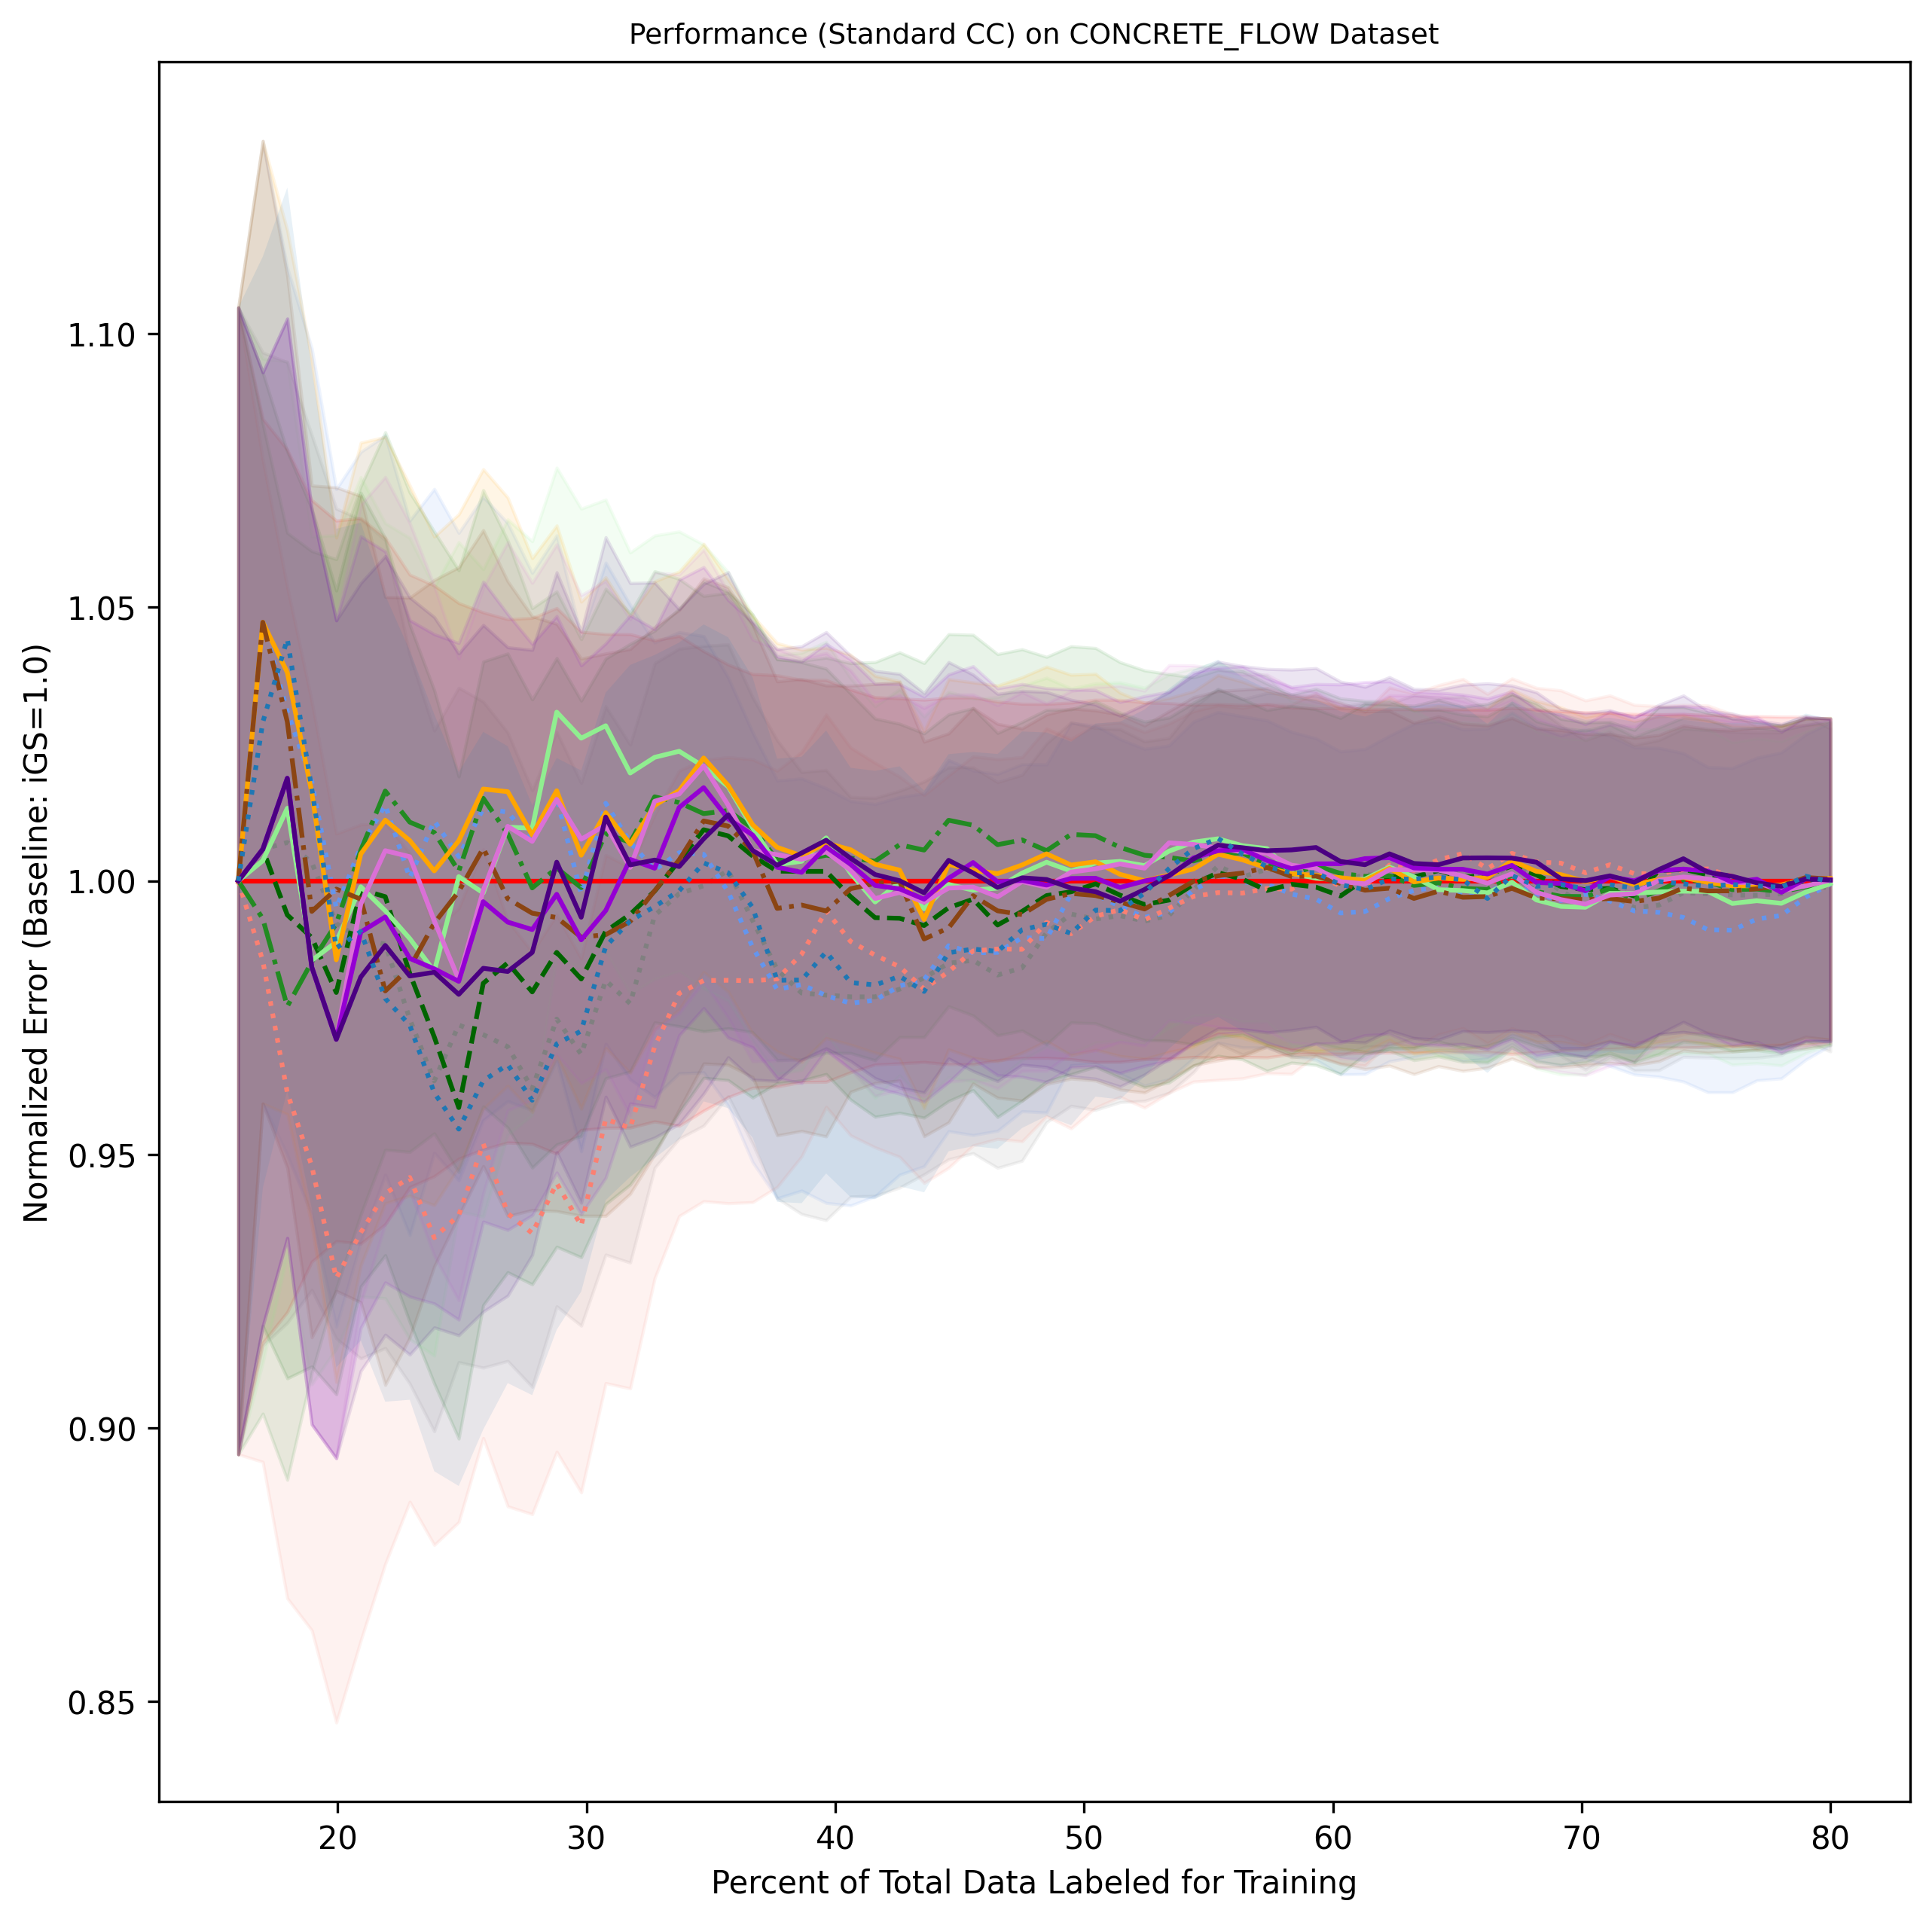 Performance (Standard CC) on CONCRETE_FLOW Dataset
Normalized Error (Baseline: iGS=1.0)
1.10
1.05
1.00
0.95
0.90
0.85
20 30 40 50 60 70 80
Percent of Total Data Labeled for Training